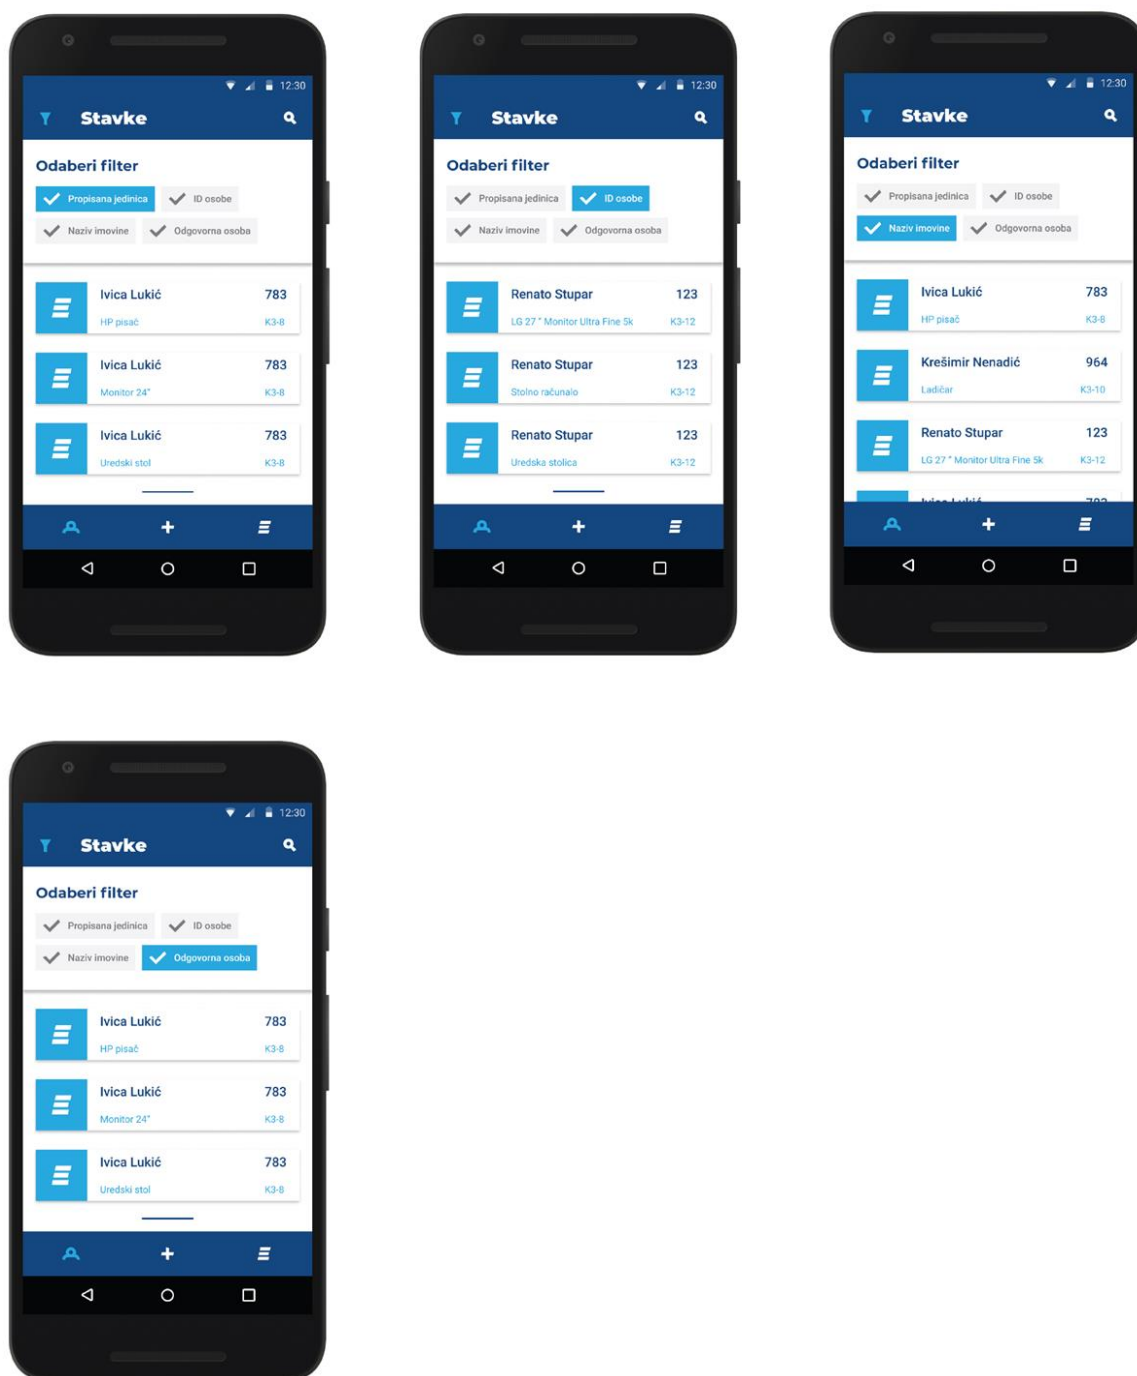 12:30
Stavke
Odaberi filter
Propisana jedinica ID osobe
Naziv imovine Odgovorna osoba
Ivica Lukić 783
HP pisač K3-8
Ivica Lukić 783
Monitor 24" K3-8
Ivica Lukić 783
Uredski stol K3-8
12:30
Stavke
Odaberi filter
Propisana jedinica ID osobe
Naziv imovine Odgovorna osoba
Renato Stupar 123
LG 27 " Monitor Ultra Fine 5k K3-12
Renato Stupar 123
Stolno računalo K3-12
Renato Stupar 123
Uredska stolica K3-12
12:30
Stavke
Odaberi filter
Propisana jedinica ID osobe
Naziv imovine Odgovorna osoba
Ivica Lukić 783
HP pisač K3-8
Krešimir Nenadić 964
Ladičar K3-10
Renato Stupar 123
LG 27 " Monitor Ultra Fine 5k K3-12
Ivica Lukić 783
12:30
Stavke
Odaberi filter
Propisana jedinica ID osobe
Naziv imovine Odgovorna osoba
Ivica Lukić 783
HP pisač K3-8
Ivica Lukić 783
Monitor 24" K3-8
Ivica Lukić 783
Uredski stol K3-8